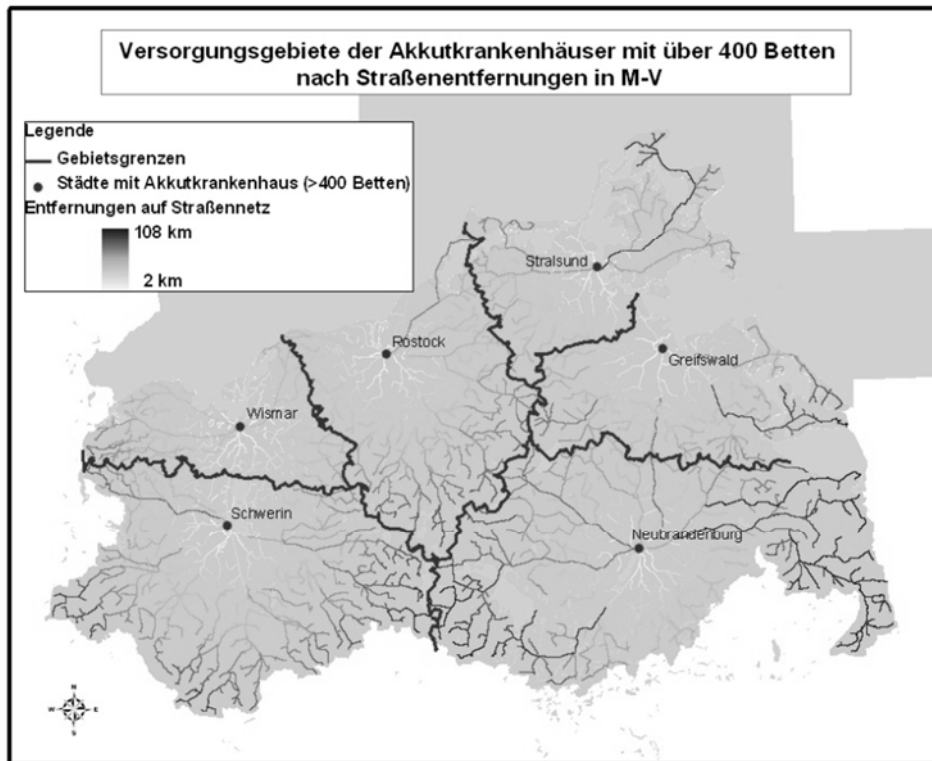 Versorgungsgebiete der Akkutkrankenhäuser mit über 400 Betten
nach Straßenentfernungen in M-V
Legende
Gebietsgrenzen
Städte mit Akkutkrankenhaus (>400 Betten)
Entfernungen auf Straßennetz
108 km
2 km
Stralsund
Rostock
Greifswald
Wismar
Schwerin
Neubrandenburg
N
W E
S